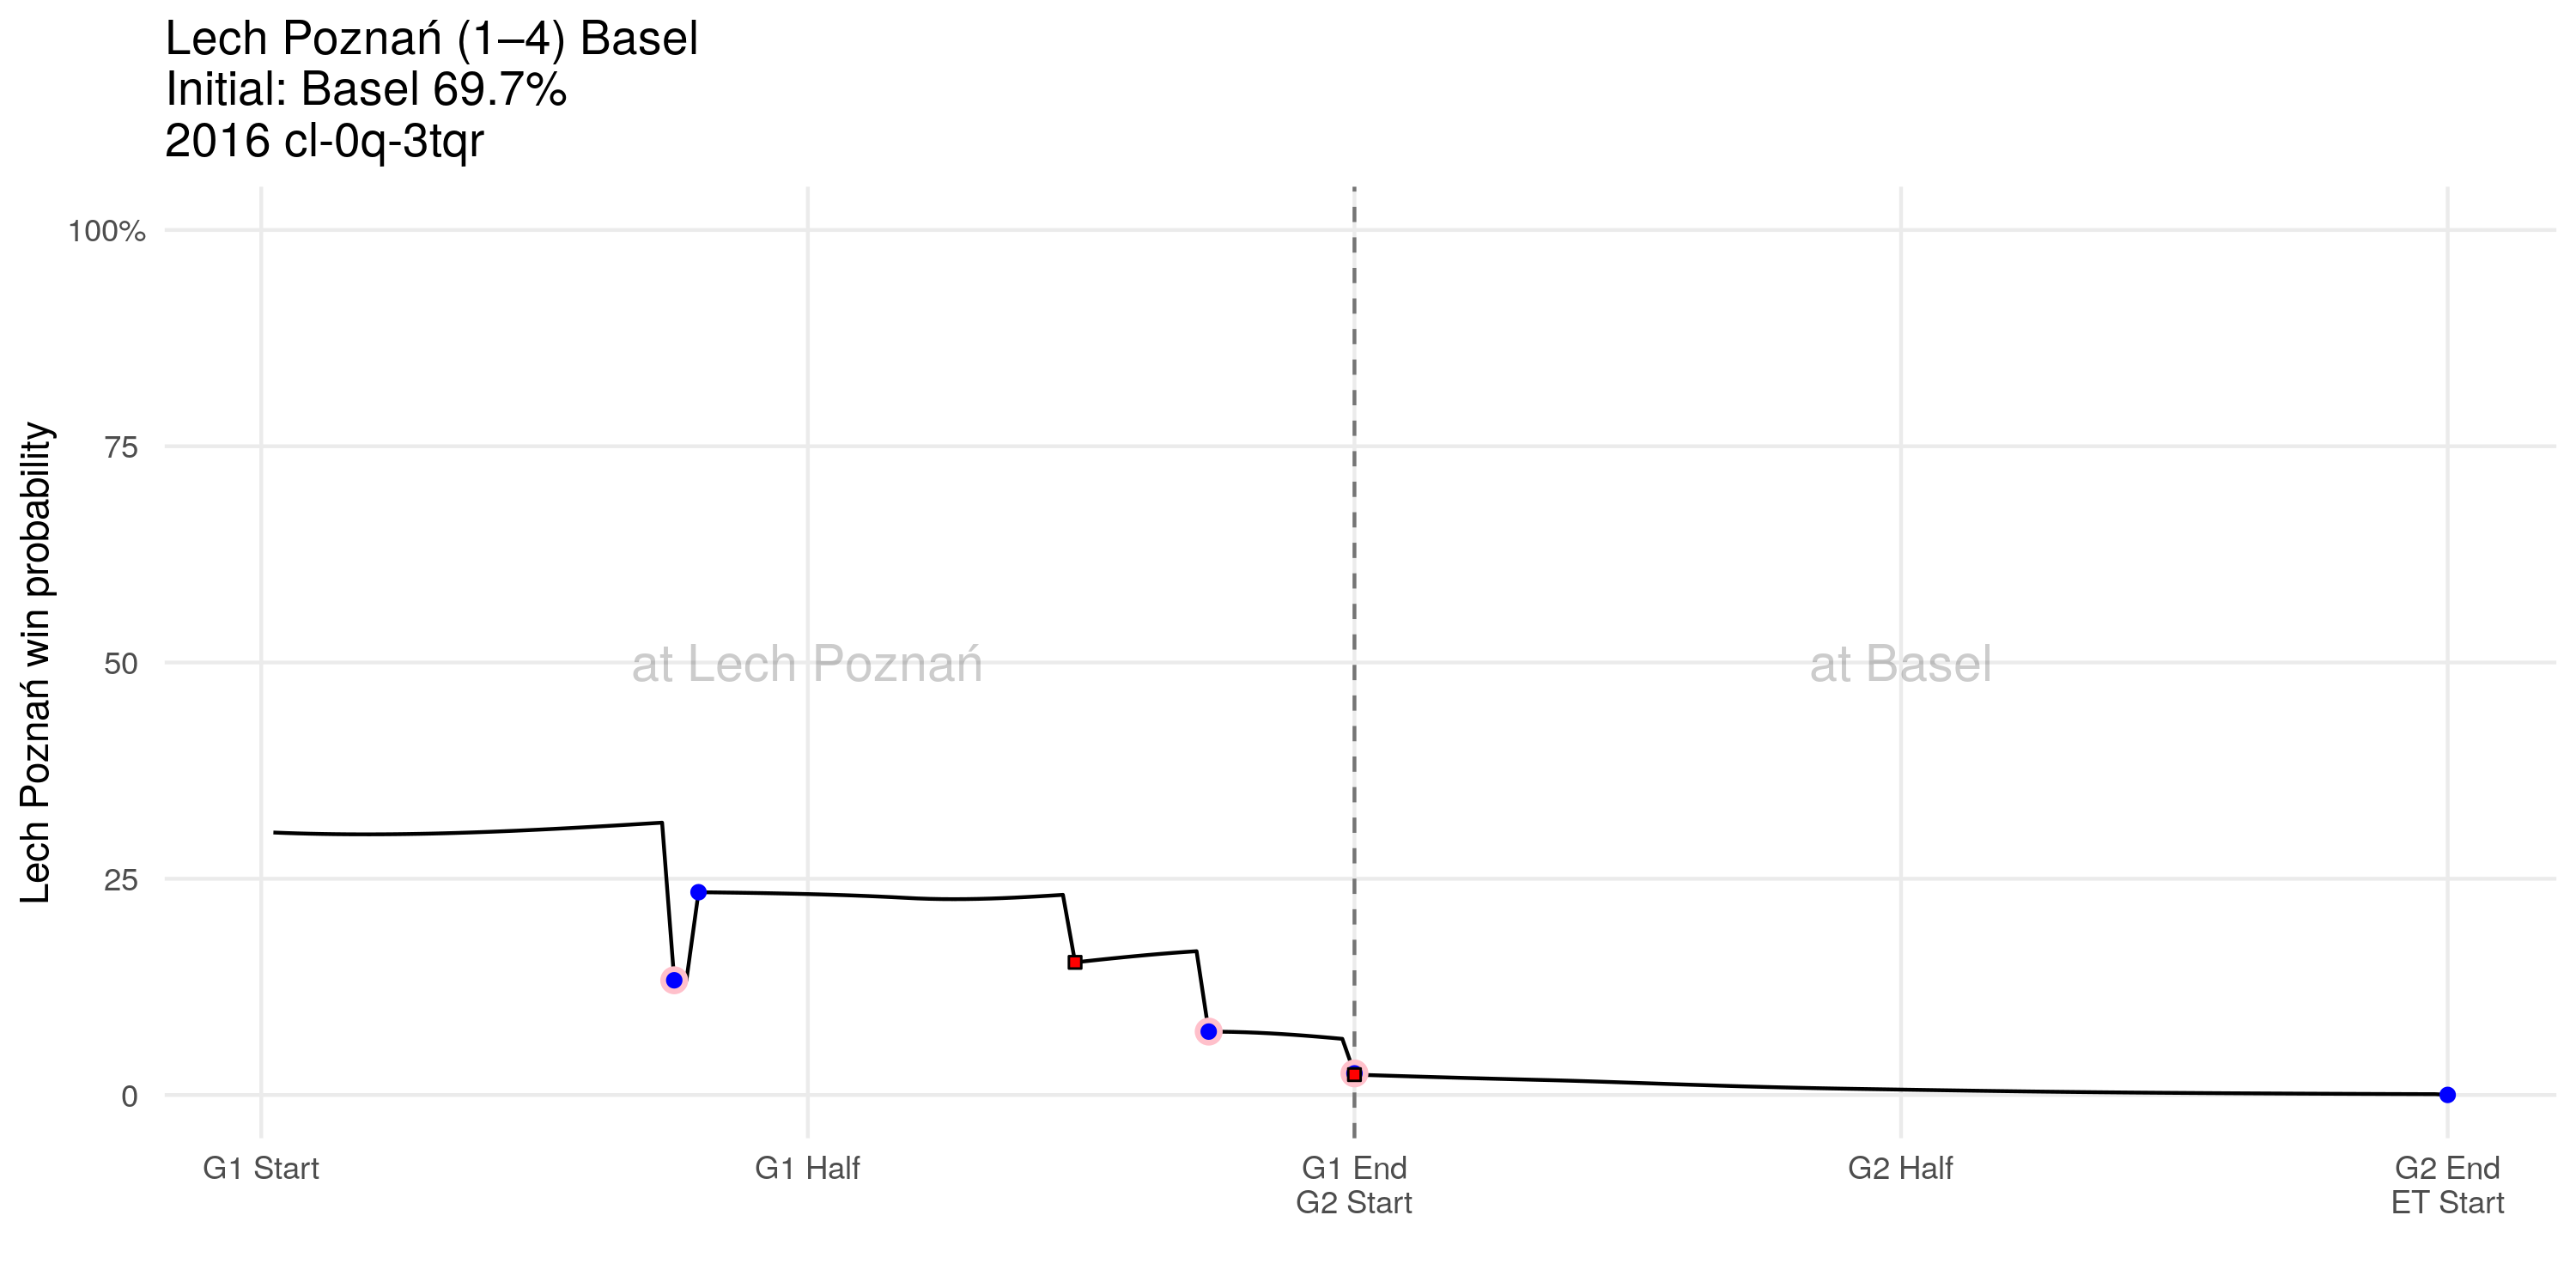 Lech Poznań (1–4) Basel
Initial: Basel 69.7%
2016 cl-0q-3tqr
Lech Poznań win probability
100%
75
50
25
0
at Lech Poznań
at Basel
G1 Start
G1 Half
G1 End
G2 Start
G2 Half
G2 End
ET Start